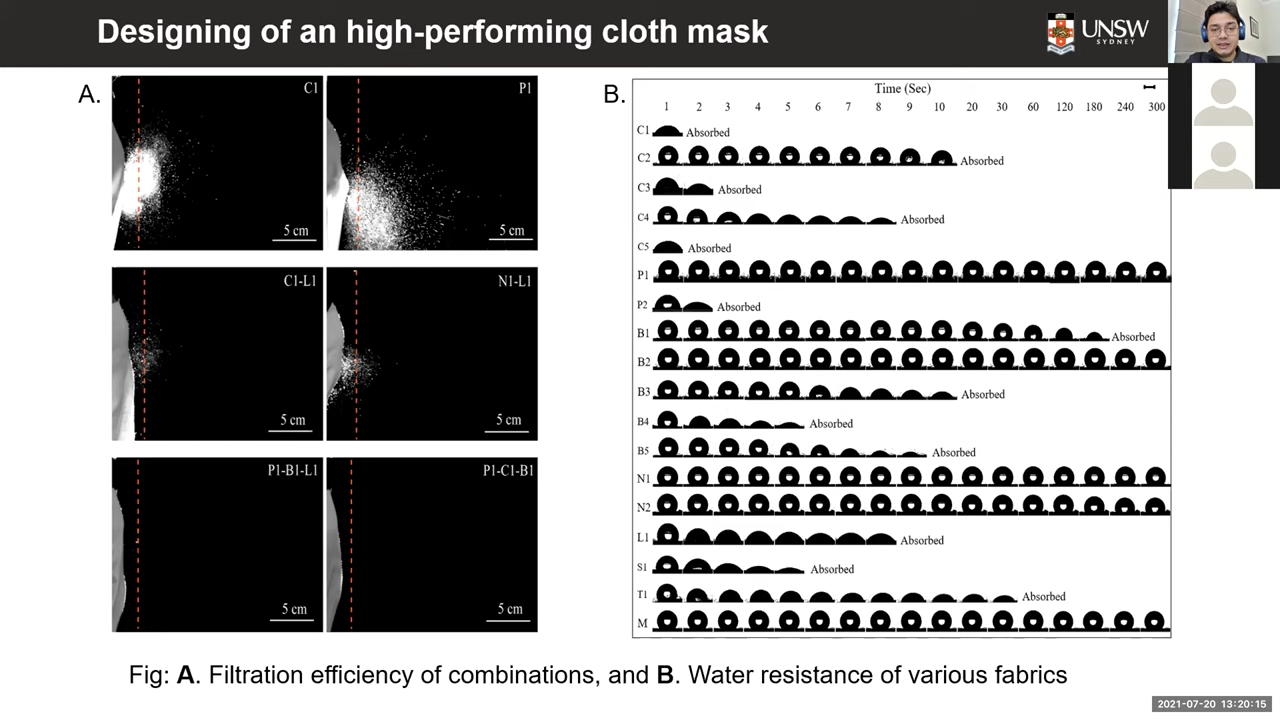 Designing of an high-performing cloth mask
UNSW
SYDNEY
A.
C1
5 cm
P1
5 cm
C1-L1
5 cm
N1-L1
5 cm
P1-B1-L1
5 cm
P1-C1-B1
5 cm
B.
Time (Sec)
1 2 3 4 5 6 7 8 9 10 20 30 60 120 180 240 300
C1 Absorbed
C2 Absorbed
C3 Absorbed
C4 Absorbed
C5 Absorbed
P1
P2 Absorbed
B1 Absorbed
B2
B3 Absorbed
B4 Absorbed
B5 Absorbed
N1
N2
L1 Absorbed
S1 Absorbed
T1 Absorbed
M
Fig: A. Filtration efficiency of combinations, and B. Water resistance of various fabrics
2021-07-20 13:20:15